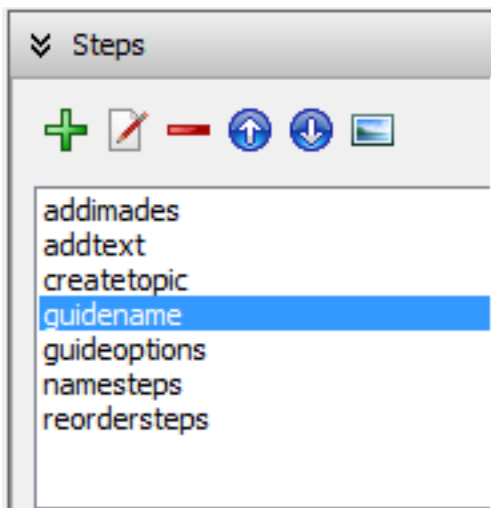 Steps
addimades
addtext
createtopic
guidename
guideoptions
namesteps
reordersteps